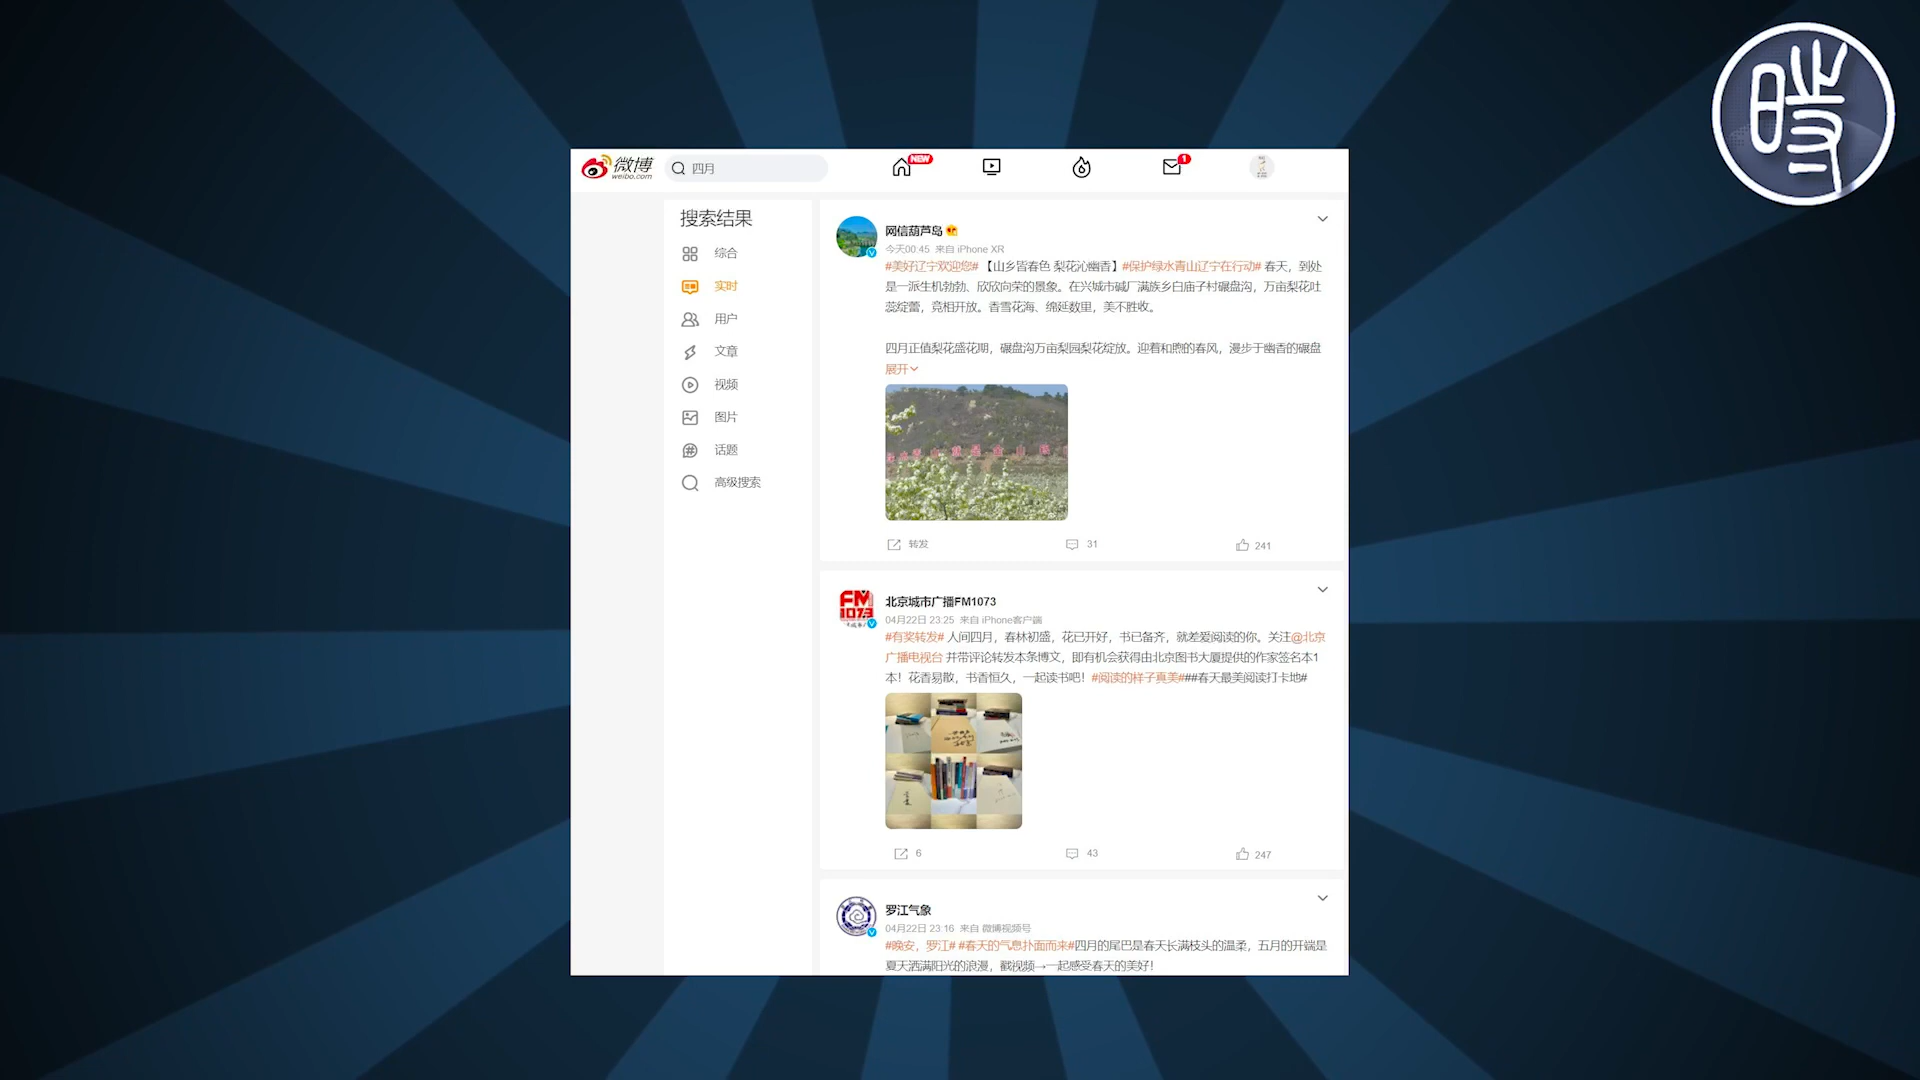 微博
weibo.com
四月
NEW
1
搜索结果
综合
实时
用户
文章
视频
图片
话题
高级搜索
网信葫芦岛
今天00:45 来自 iPhone XR
#美好辽宁欢迎您# 【山乡皆春色 梨花沁幽香】#保护绿水青山辽宁在行动# 春天，到处
是一派生机勃勃、欣欣向荣的景象。在兴城市碱厂满族乡白庙子村碾盘沟，万亩梨花吐
蕊绽蕾，竞相开放。香雪花海、绵延数里，美不胜收。
四月正值梨花盛花期，碾盘沟万亩梨园梨花绽放。迎着和煦的春风，漫步于幽香的碾盘
展开
转发
31
241
FM
1073
北京城市广播FM1073
04月22日 23:25 来自 iPhone客户端
#有奖转发# 人间四月，春林初盛，花已开好，书已备齐，就差爱阅读的你。关注@北京
广播电视台 并带评论转发本条博文，即有机会获得由北京图书大厦提供的作家签名本1
本！花香易散，书香恒久，一起读书吧！#阅读的样子真美###春天最美阅读打卡地#
6
43
247
罗江气象
04月22日 23:16 来自 微博视频号
#晚安，罗江# #春天的气息扑面而来#四月的尾巴是春天长满枝头的温柔，五月的开端是
夏天洒满阳光的浪漫，戳视频→一起感受春天的美好！